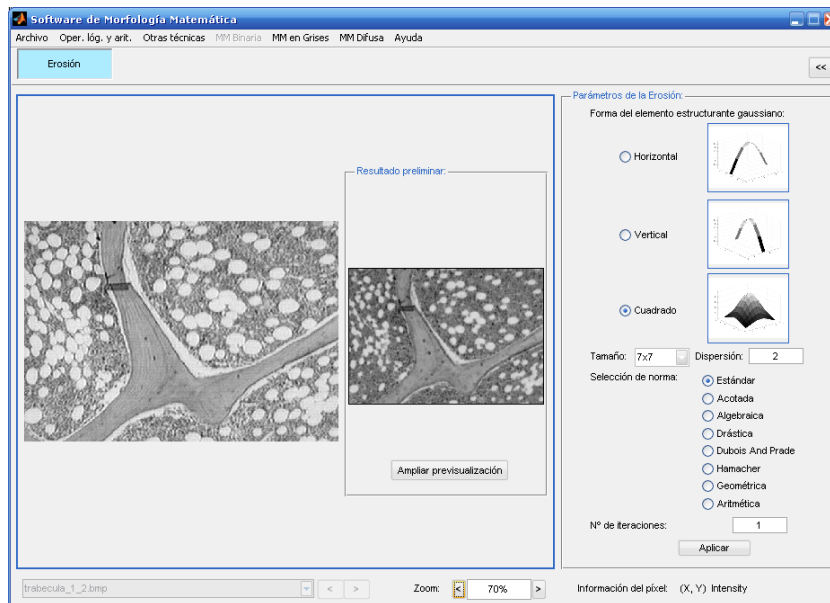 Software de Morfología Matemática
Archivo Oper. lóg. y arit. Otras técnicas MM Binaria MM en Grises MM Difusa Ayuda
Erosión
<<
Parámetros de la Erosión:
Forma del elemento estructurante gaussiano:
Horizontal
Resultado preliminar:
Vertical
Cuadrado
Tamaño: 7x7 Dispersión: 2
Selección de norma:
Estándar
Acotada
Algebraica
Drástica
Dubois And Prade
Hamacher
Geométrica
Aritmética
Ampliar previsualización
Nº de iteraciones: 1
Aplicar
trabecula_1_2.bmp < > Zoom: < 70% > Información del píxel: (X, Y) Intensity